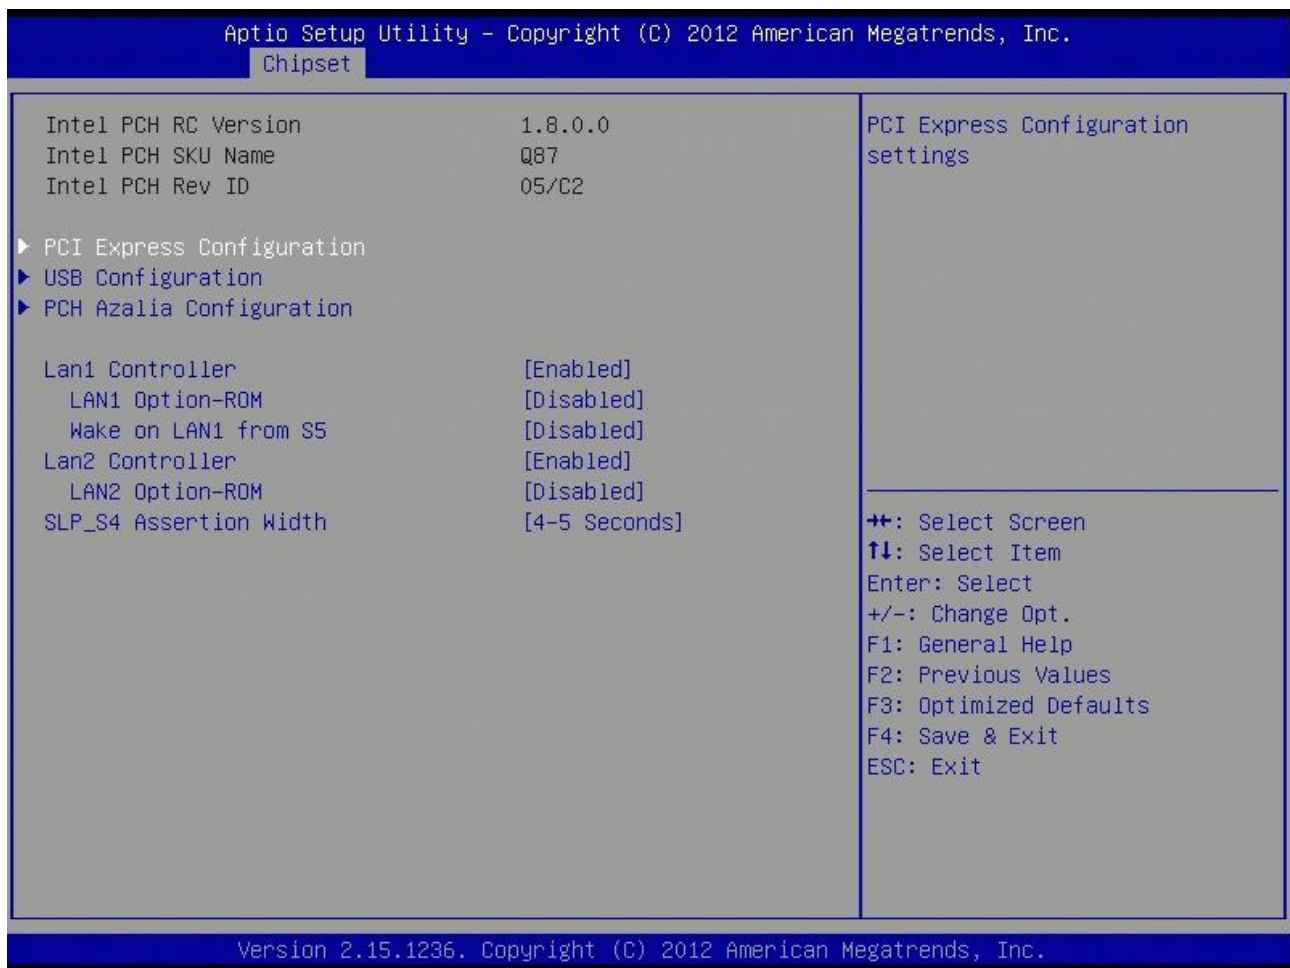 Aptio Setup Utility – Copyright (C) 2012 American Megatrends, Inc.
Chipset
Intel PCH RC Version 1.8.0.0
Intel PCH SKU Name Q87
Intel PCH Rev ID 05/C2
PCI Express Configuration
USB Configuration
PCH Azalia Configuration
Lan1 Controller [Enabled]
LAN1 Option-ROM [Disabled]
Wake on LAN1 from S5 [Disabled]
Lan2 Controller [Enabled]
LAN2 Option-ROM [Disabled]
SLP_S4 Assertion Width [4-5 Seconds]
PCI Express Configuration
settings
→←: Select Screen
↑↓: Select Item
Enter: Select
+/-: Change Opt.
F1: General Help
F2: Previous Values
F3: Optimized Defaults
F4: Save & Exit
ESC: Exit
Version 2.15.1236. Copyright (C) 2012 American Megatrends, Inc.